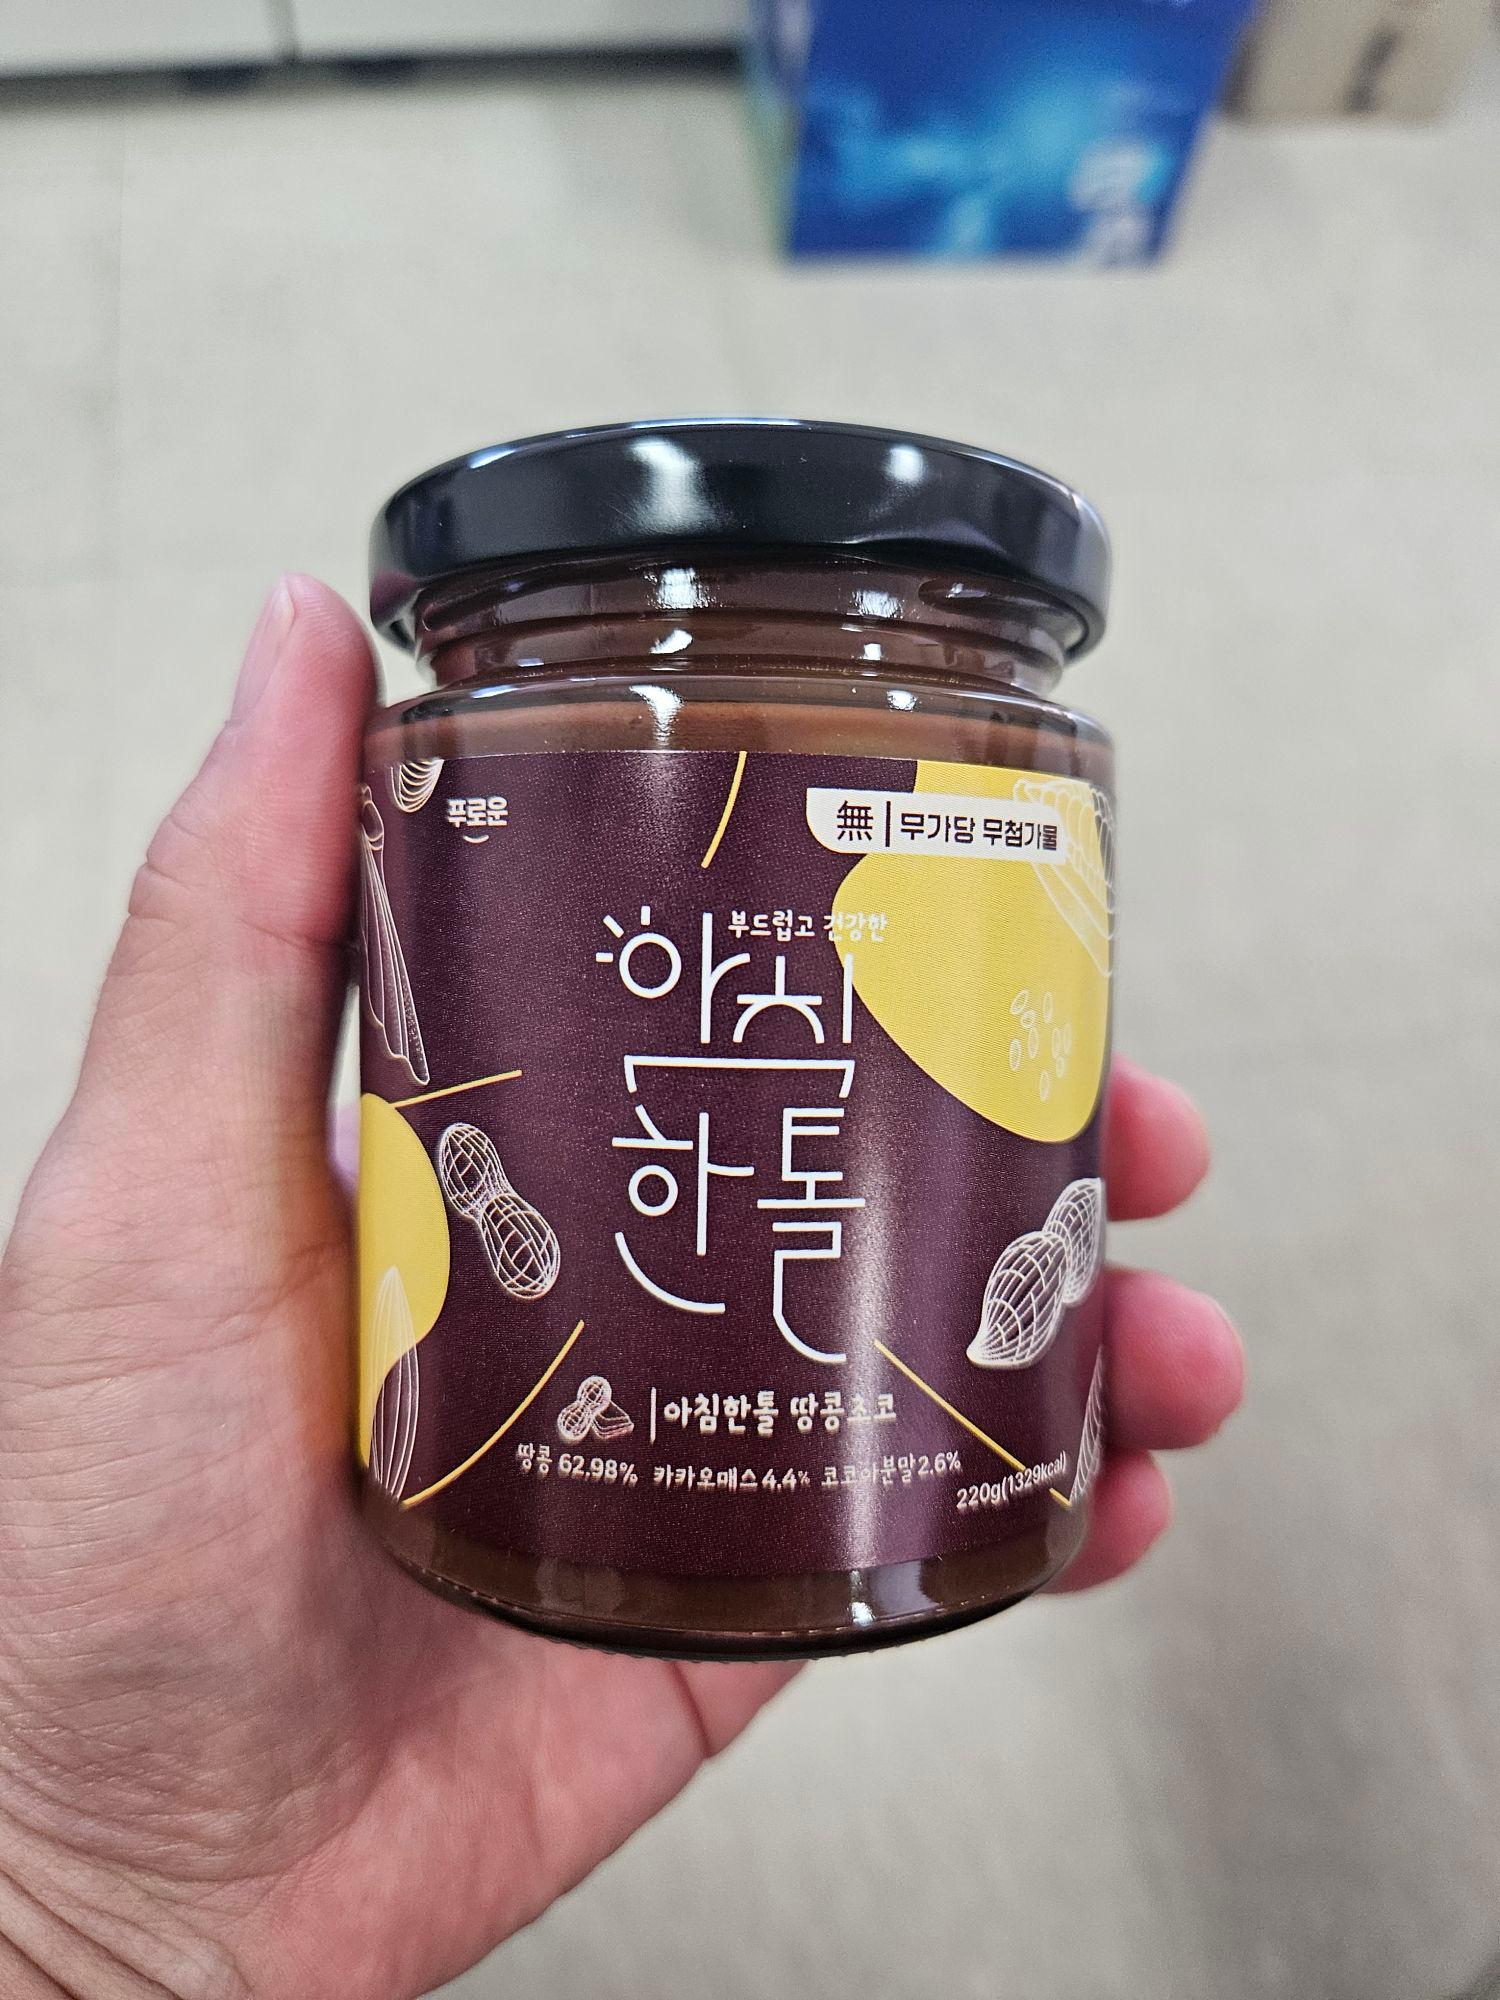 푸로운
無 | 무가당 무첨가물
부드럽고 건강한
아침
한톨
아침한톨 땅콩초코
땅콩 62.98% 카카오매스4.4% 코코아분말2.6%
220g(1329kcal)